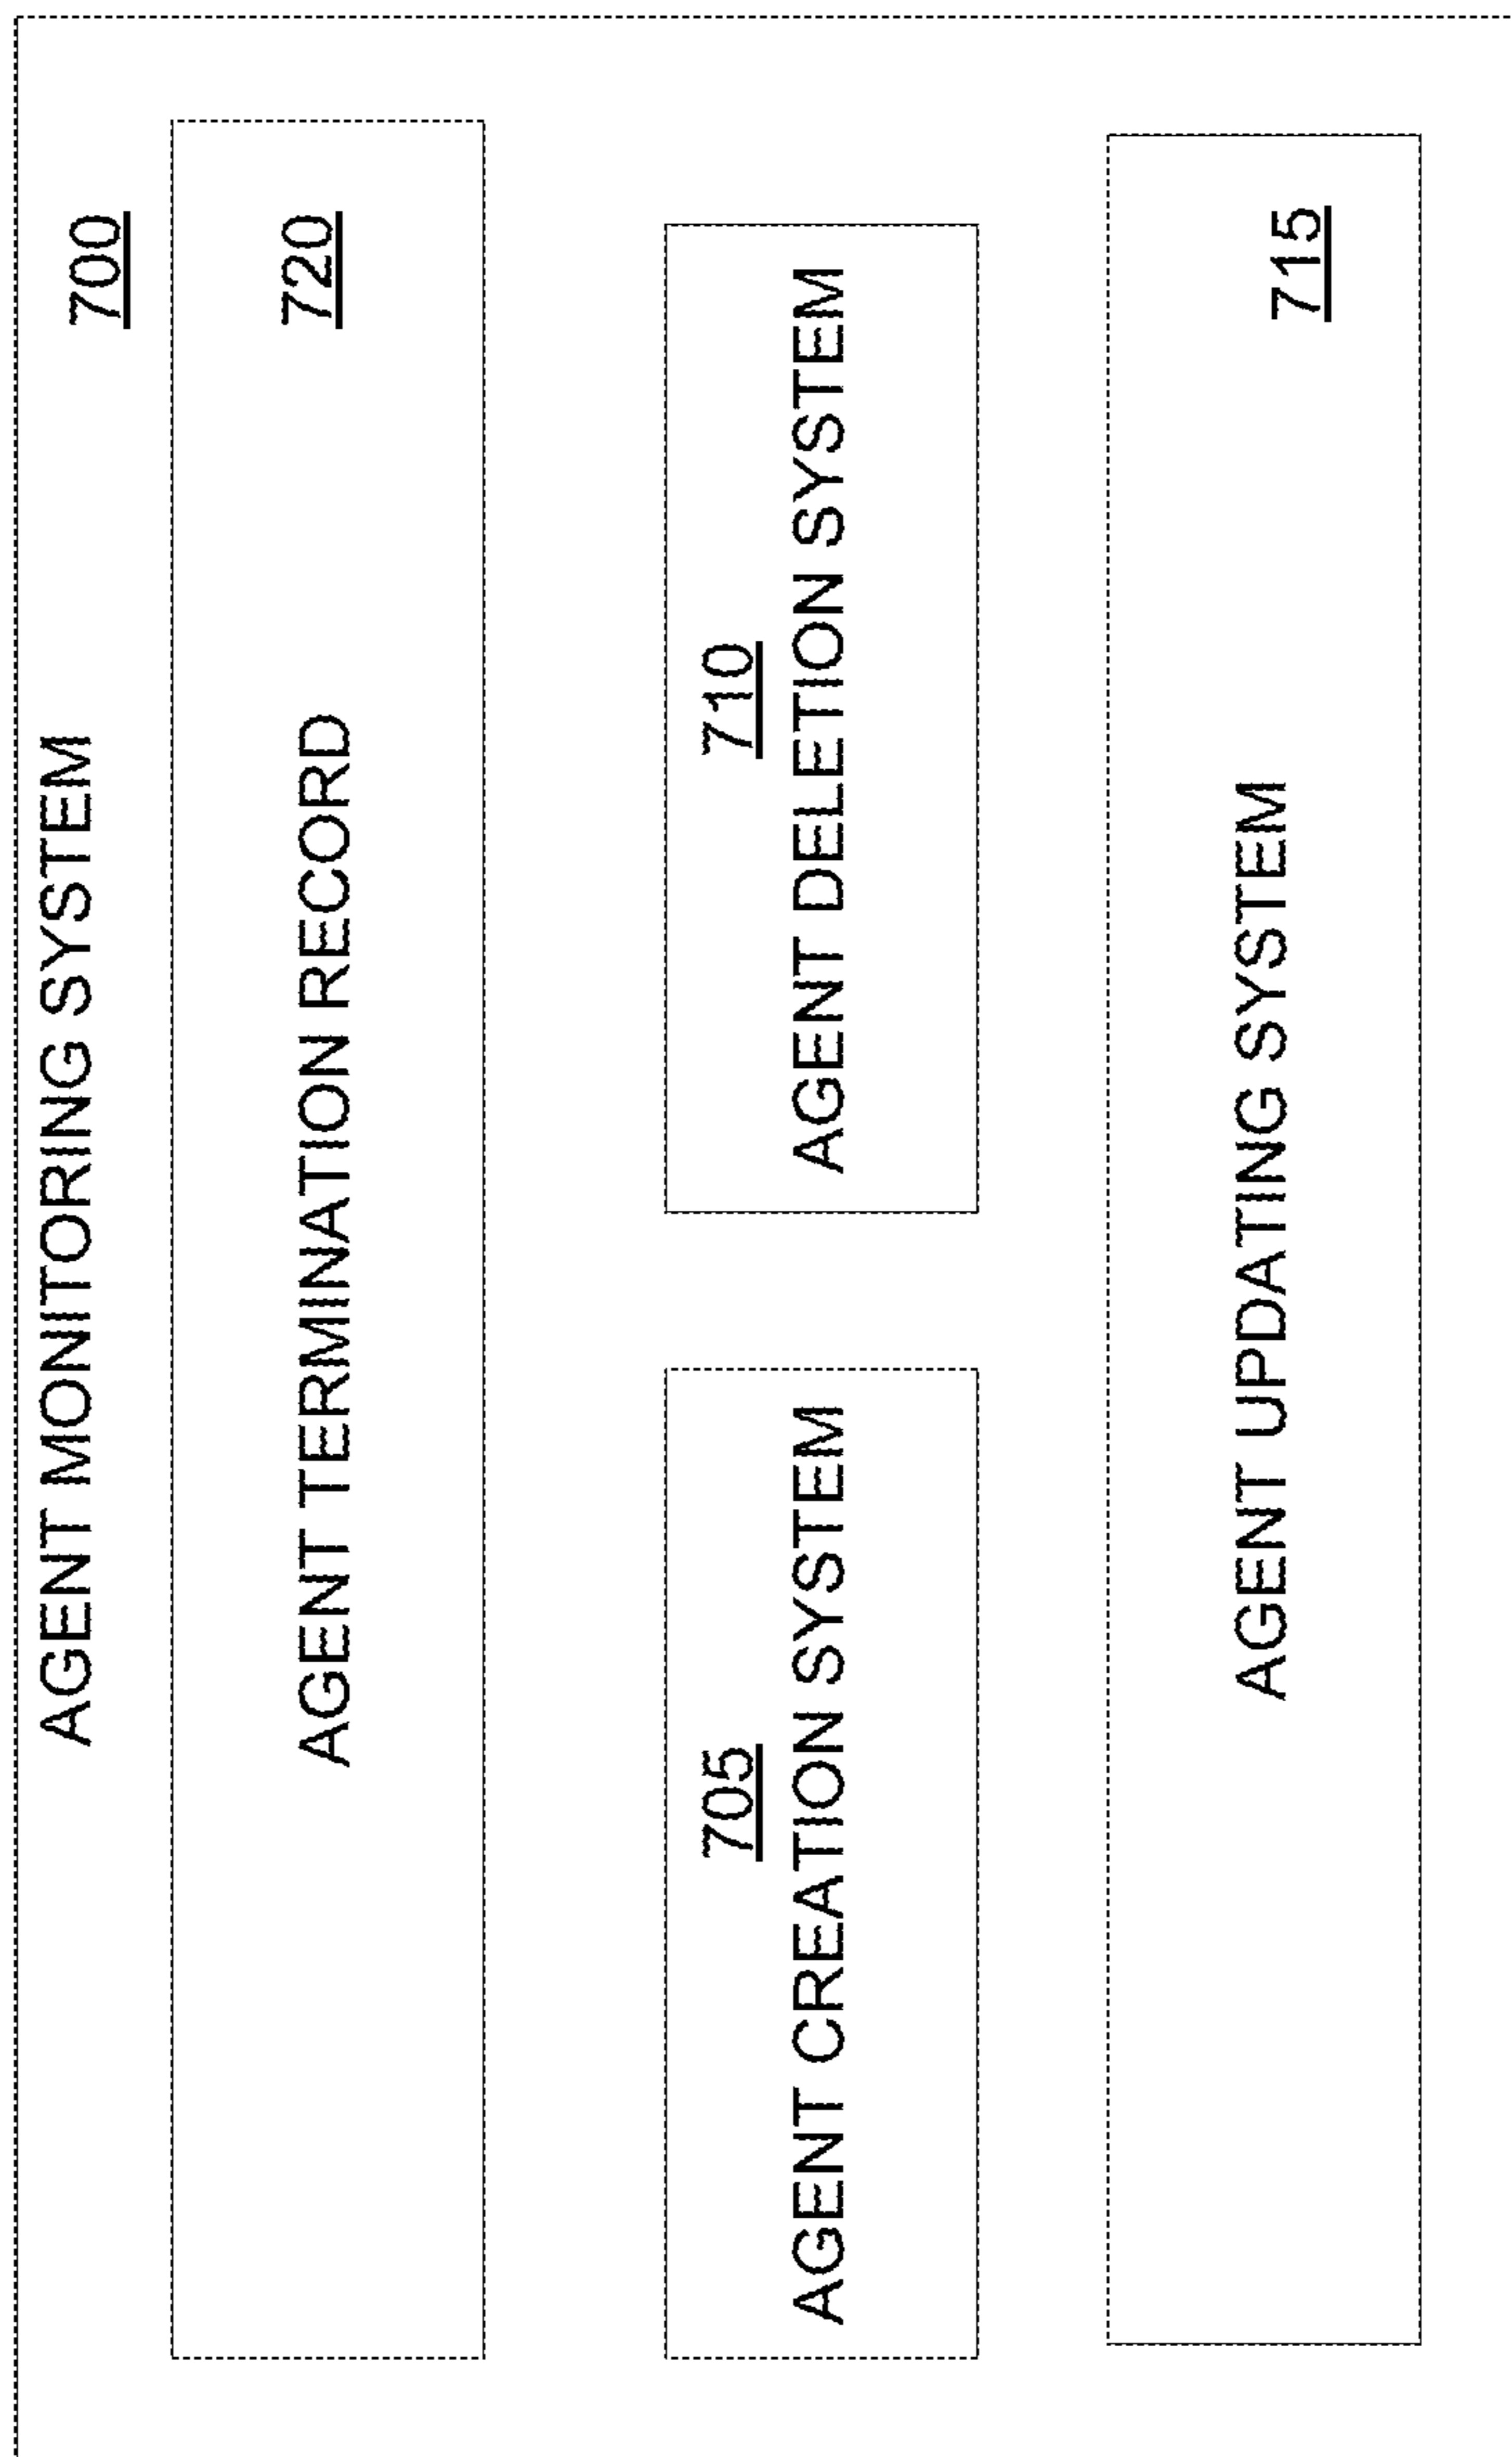 AGENT MONITORING SYSTEM
700
720
AGENT TERMINATION RECORD
705
AGENT CREATION SYSTEM
710
AGENT DELETION SYSTEM
AGENT UPDATING SYSTEM
715